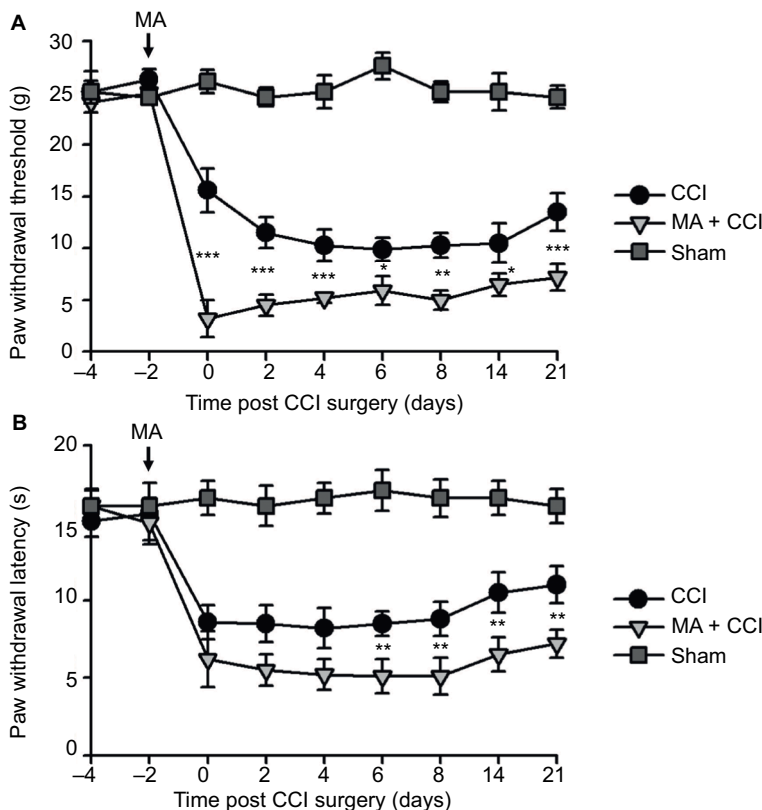 A
MA
Paw withdrawal threshold (g)
30
25
20
15
10
5
0
***
***
***
*
**
*
***
–4 –2 0 2 4 6 8 14 21
Time post CCI surgery (days)
CCI
MA + CCI
Sham
B
MA
Paw withdrawal latency (s)
20
15
10
5
0
**
**
**
**
–4 –2 0 2 4 6 8 14 21
Time post CCI surgery (days)
CCI
MA + CCI
Sham